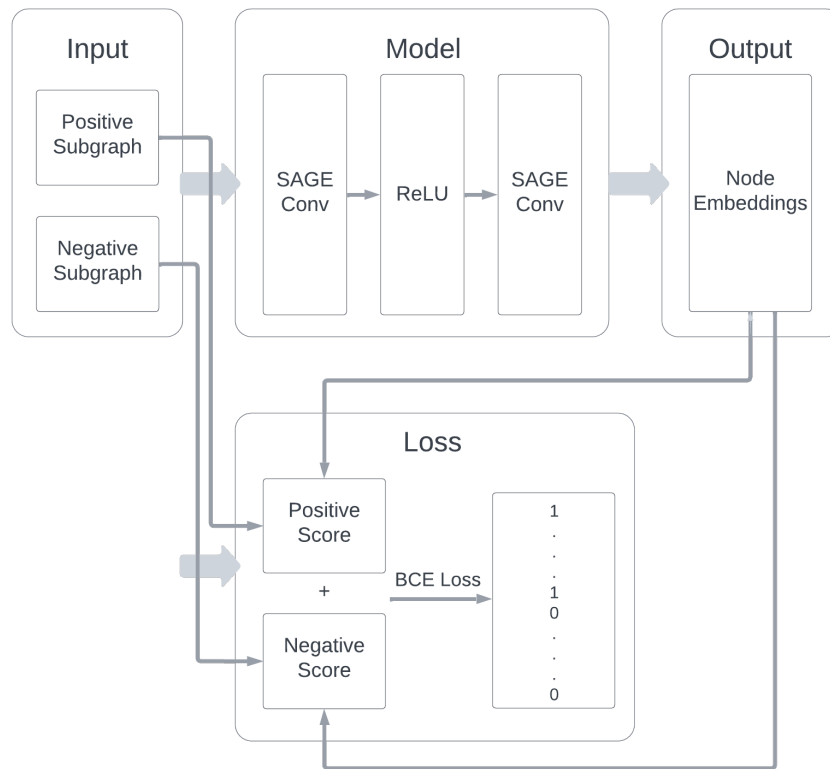 Input
Positive
Subgraph
Negative
Subgraph
Model
SAGE
Conv
ReLU
SAGE
Conv
Output
Node
Embeddings
Loss
Positive
Score
+
Negative
Score
BCE Loss
1
.
.
.
1
0
.
.
.
0